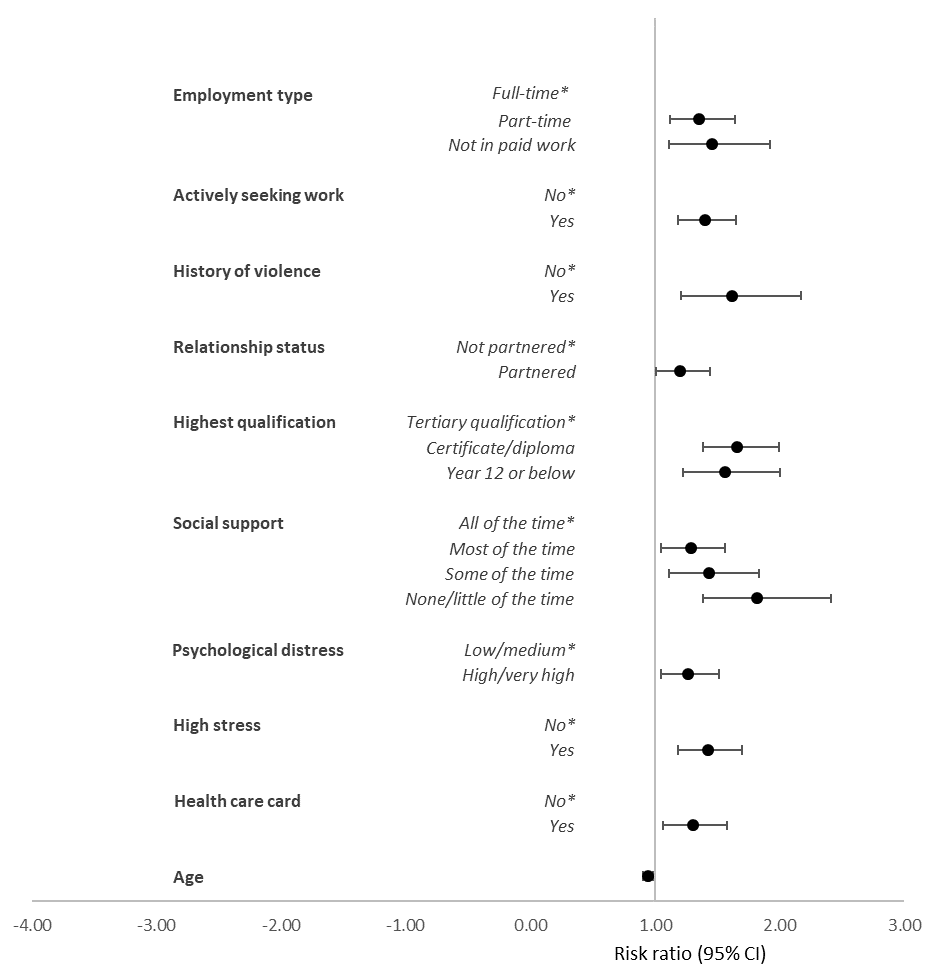 Employment type Full-time*
Part-time
Not in paid work
Actively seeking work No*
Yes
History of violence No*
Yes
Relationship status Not partnered*
Partnered
Highest qualification Tertiary qualification*
Certificate/diploma
Year 12 or below
Social support All of the time*
Most of the time
Some of the time
None/little of the time
Psychological distress Low/medium*
High/very high
High stress No*
Yes
Health care card No*
Yes
Age
-4.00 -3.00 -2.00 -1.00 0.00 1.00 2.00 3.00
Risk ratio (95% CI)